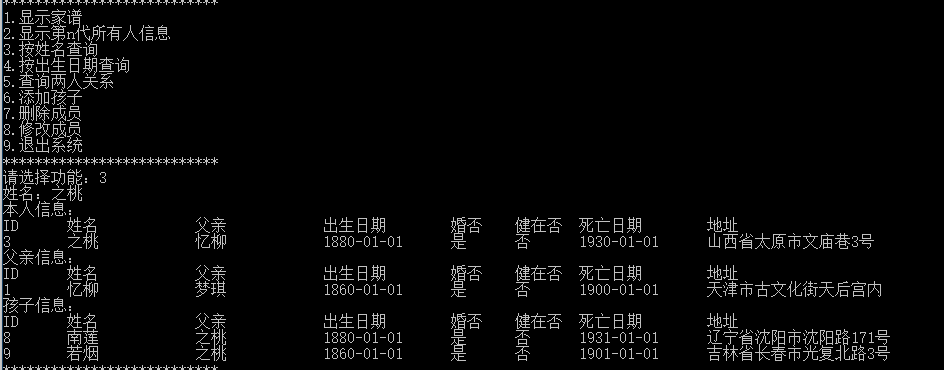 ***************************
1.显示家谱
2.显示第n代所有人信息
3.按姓名查询
4.按出生日期查询
5.查询两人关系
6.添加孩子
7.删除成员
8.修改成员
9.退出系统
***************************
请选择功能：3
姓名：之桃
本人信息：
ID 姓名 父亲 出生日期 婚否 健在否 死亡日期 地址
3 之桃 忆柳 1880-01-01 是 否 1930-01-01 山西省太原市文庙巷3号
父亲信息：
ID 姓名 父亲 出生日期 婚否 健在否 死亡日期 地址
1 忆柳 梦琪 1860-01-01 是 否 1900-01-01 天津市古文化街天后宫内
孩子信息：
ID 姓名 父亲 出生日期 婚否 健在否 死亡日期 地址
8 南莲 之桃 1880-01-01 是 否 1931-01-01 辽宁省沈阳市沈阳路171号
9 若烟 之桃 1860-01-01 是 否 1901-01-01 吉林省长春市光复北路3号
***************************